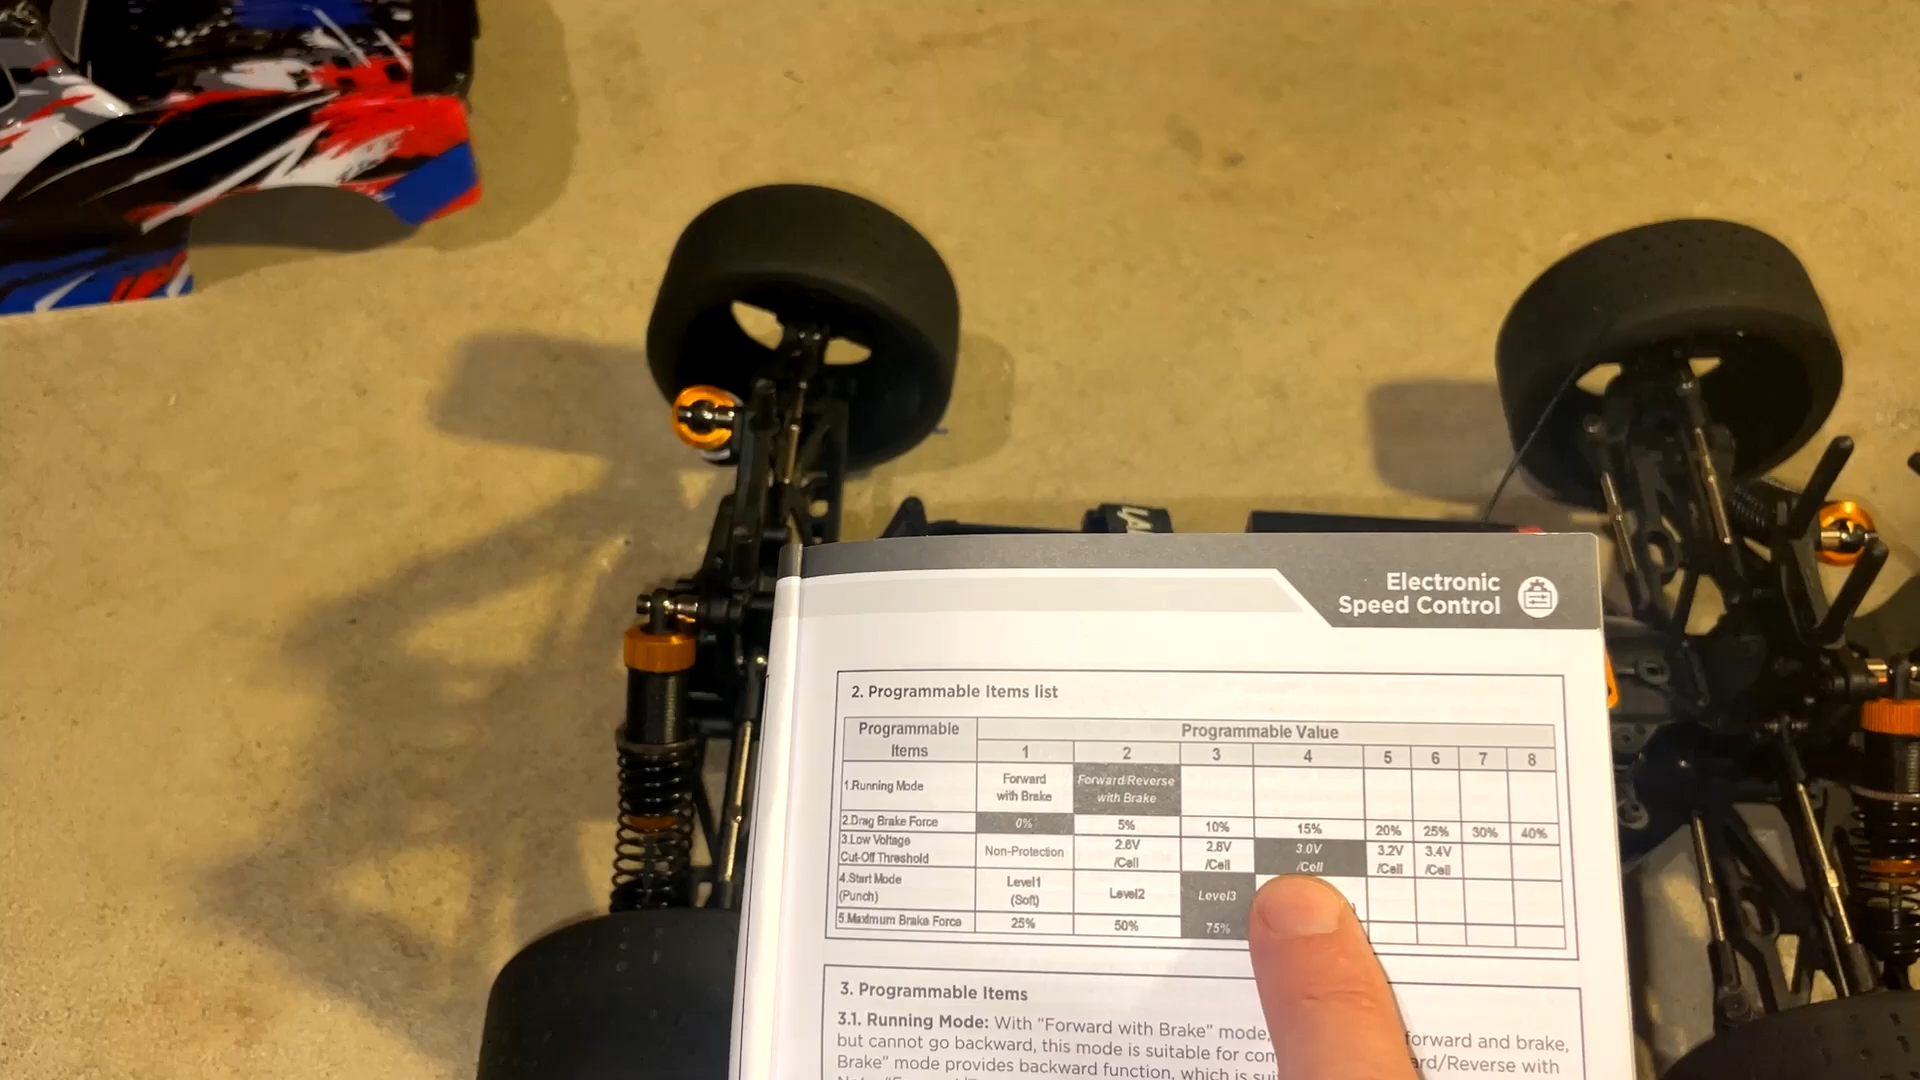 Electronic
Speed Control
2. Programmable Items list
Programmable Items
Programmable Value
1 2 3 4 5 6 7 8
1.Running Mode Forward with Brake Forward/Reverse with Brake
2.Drag Brake Force 0% 5% 10% 15% 20% 25% 30% 40%
3.Low Voltage Cut-Off Threshold Non-Protection 2.6V /Cell 2.8V /Cell 3.0V /Cell 3.2V /Cell 3.4V /Cell
4.Start Mode (Punch) Level1 (Soft) Level2 Level3
5.Maximum Brake Force 25% 50% 75%
3. Programmable Items
3.1. Running Mode: With "Forward with Brake" mode, forward and brake,
but cannot go backward, this mode is suitable for Reverse with
Brake" mode provides backward function, which is